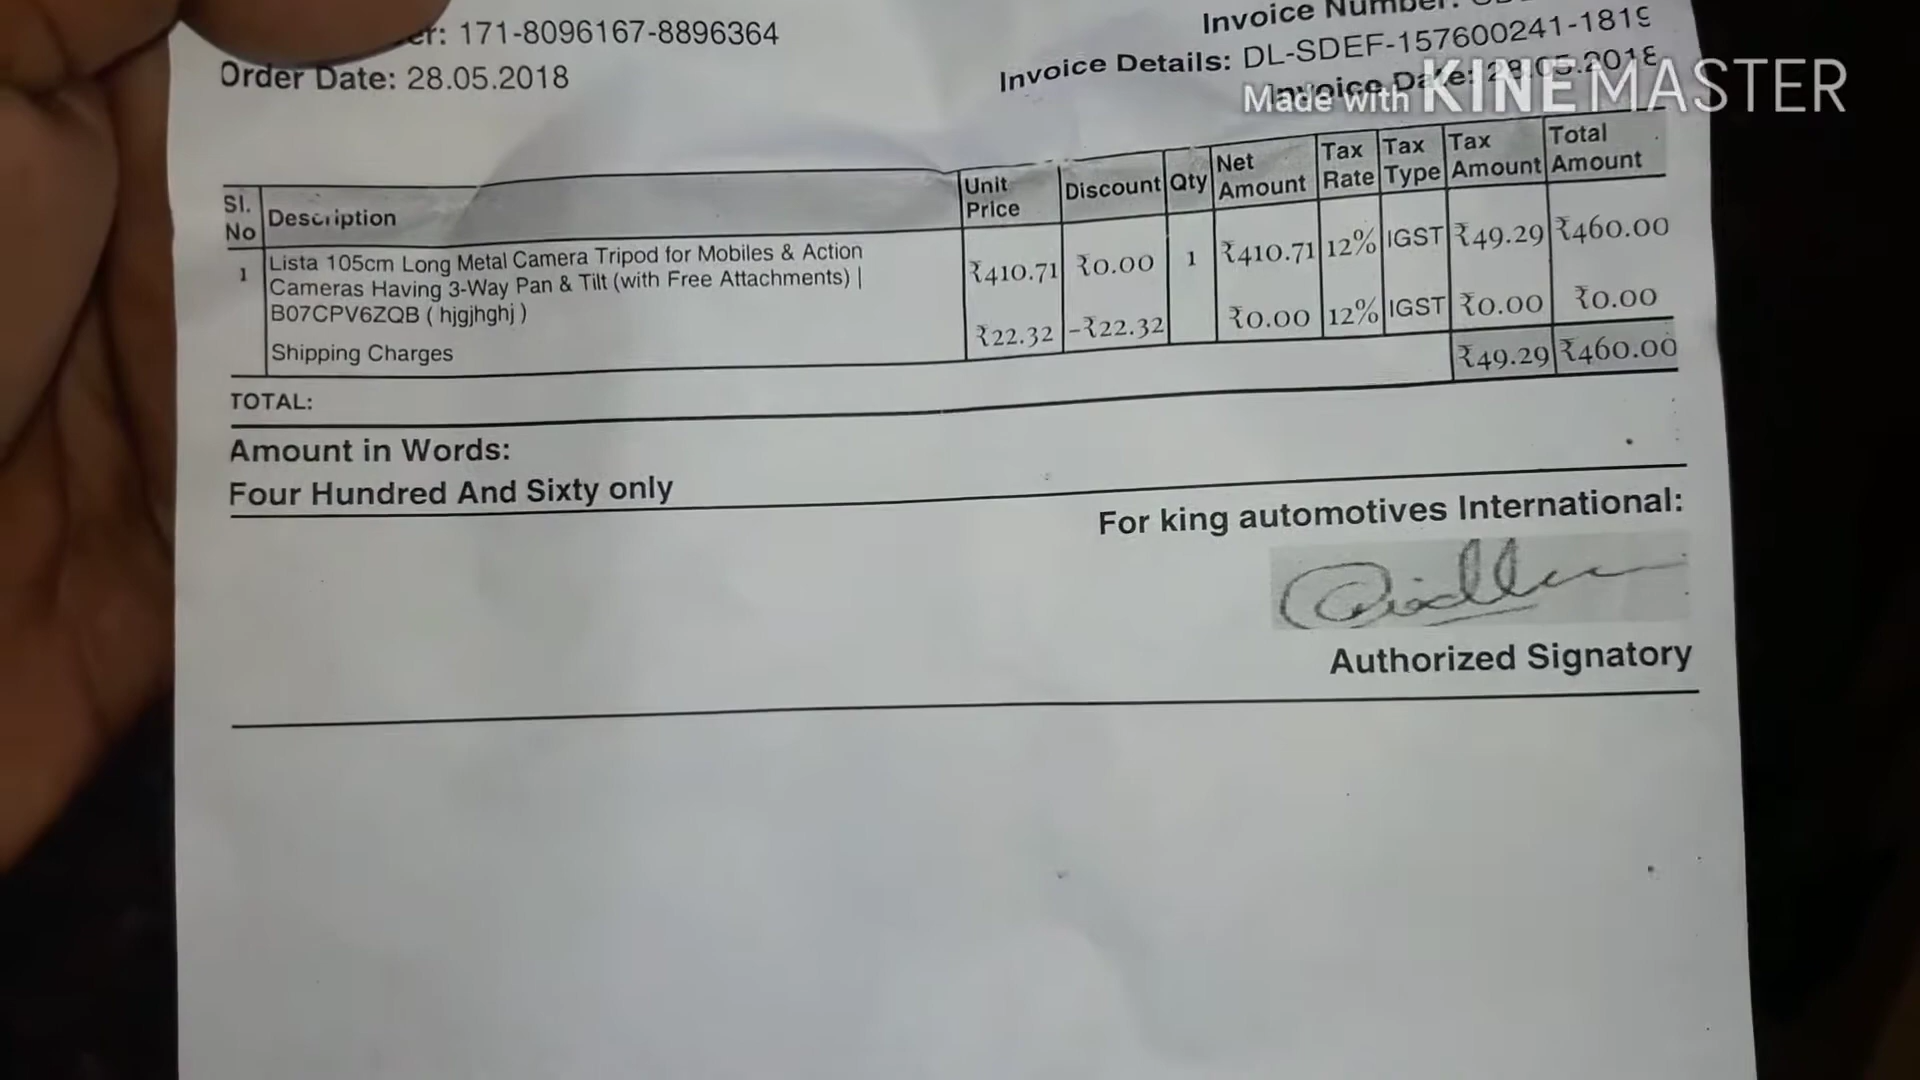 171-8096167-8896364
Order Date: 28.05.2018
Invoice Number:
Invoice Details: DL-SDEF-157600241-1819
Invoice Date: 28.05.2018
Made with KINEMASTER
Sl. No Description Unit Price Discount Qty Net Amount Tax Rate Tax Type Tax Amount Total Amount
1 Lista 105cm Long Metal Camera Tripod for Mobiles & Action ₹410.71 ₹0.00 1 ₹410.71 12% IGST ₹49.29 ₹460.00
Cameras Having 3-Way Pan & Tilt (with Free Attachments) |
B07CPV6ZQB ( hjgjhghj )
Shipping Charges ₹22.32 -₹22.32 ₹0.00 12% IGST ₹0.00 ₹0.00
TOTAL: ₹49.29 ₹460.00
Amount in Words:
Four Hundred And Sixty only
For king automotives International:
Authorized Signatory